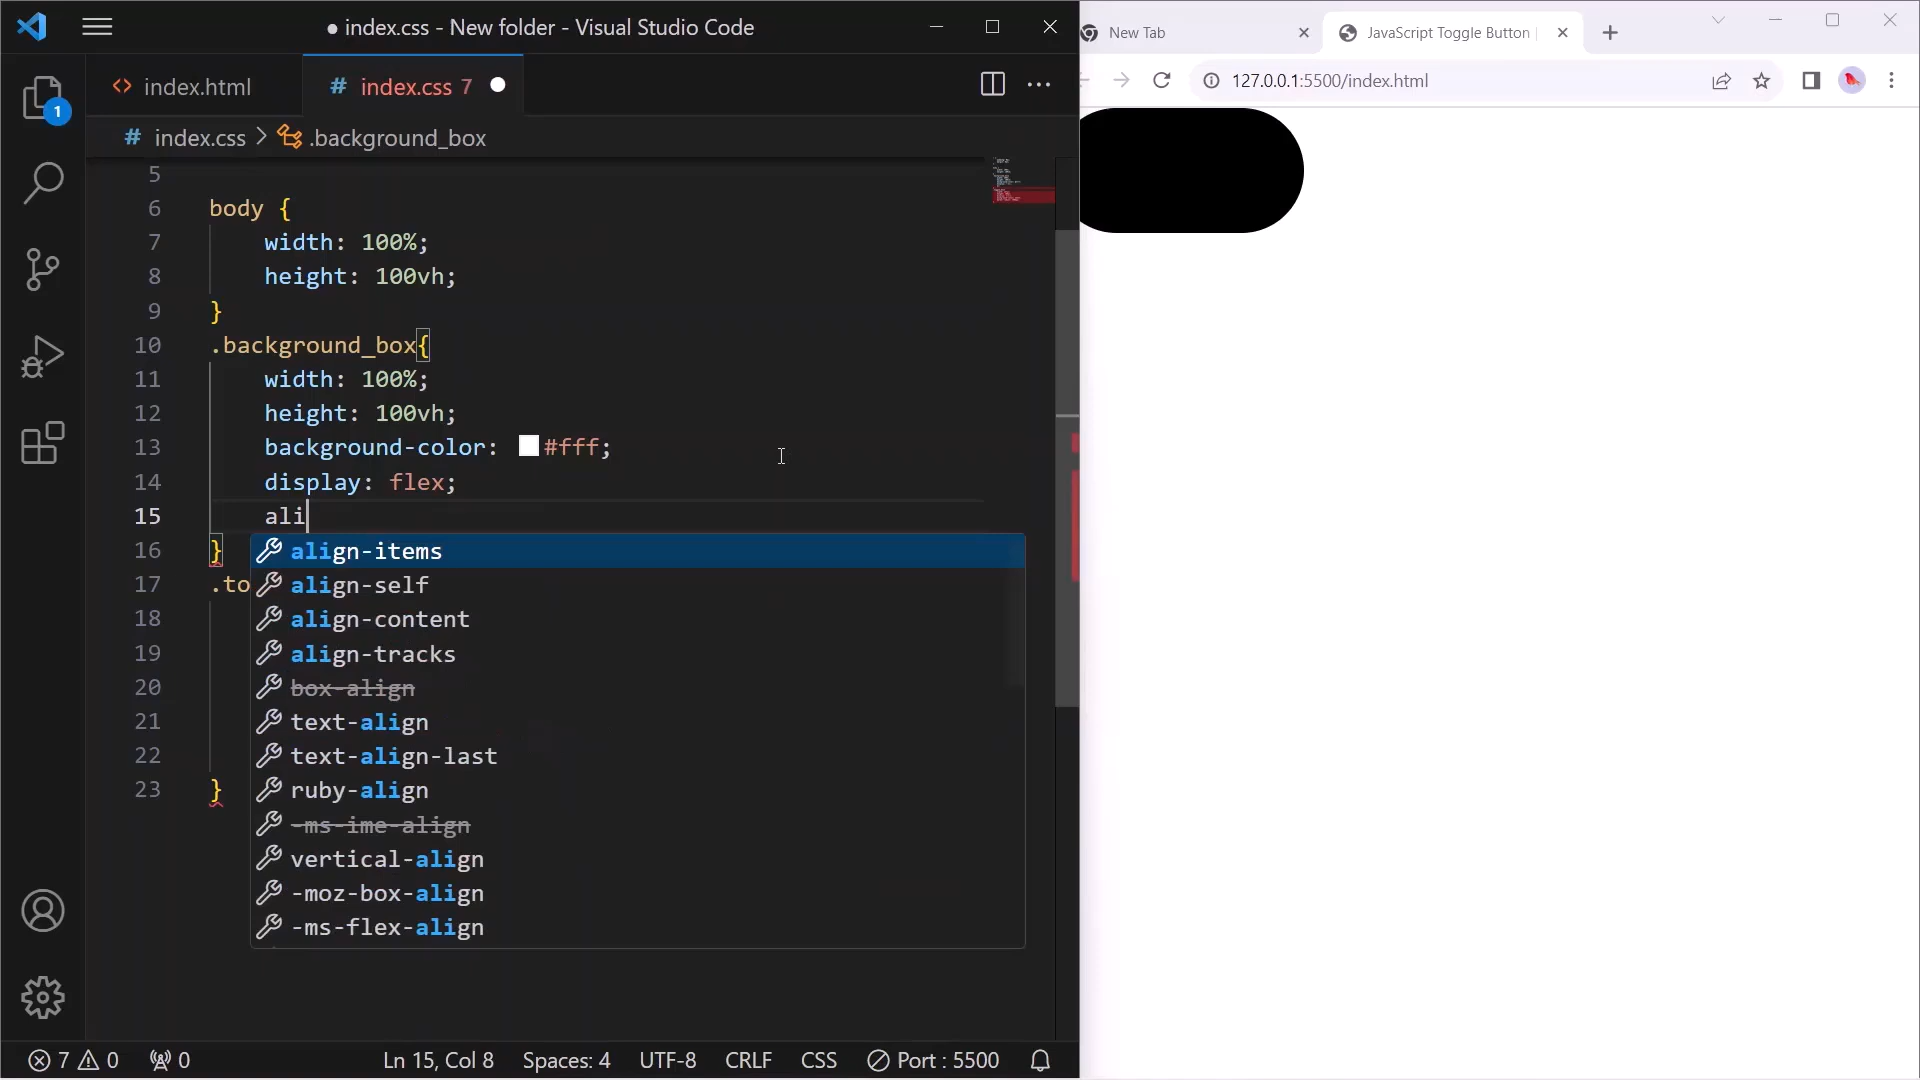 ● index.css - New folder - Visual Studio Code
index.html
# index.css 7
1
# index.css > .background_box
5
6 body {
7 width: 100%;
8 height: 100vh;
9 }
10 .background_box{
11 width: 100%;
12 height: 100vh;
13 background-color: #fff;
14 display: flex;
15 ali
16 }
17 .to
18
19
20
21
22
23 }
align-items
align-self
align-content
align-tracks
box-align
text-align
text-align-last
ruby-align
-ms-ime-align
vertical-align
-moz-box-align
-ms-flex-align
7 0 0 Ln 15, Col 8 Spaces: 4 UTF-8 CRLF CSS Port : 5500
New Tab
JavaScript Toggle Button |
127.0.0.1:5500/index.html